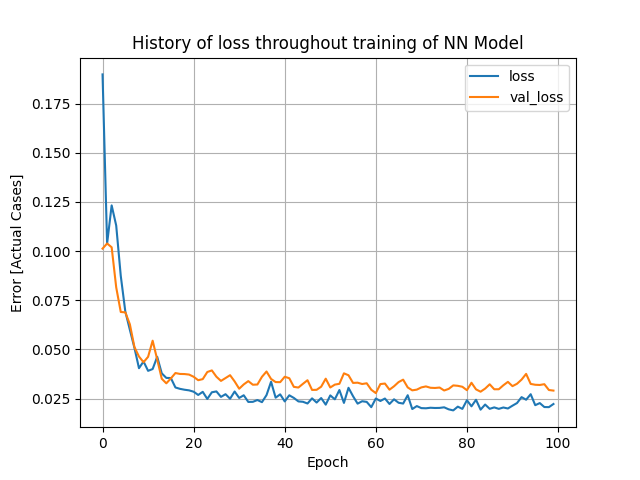 History of loss throughout training of NN Model
loss
val_loss
0.175
0.150
0.125
0.100
0.075
0.050
0.025
Error [Actual Cases]
0
20
40
60
80
100
Epoch